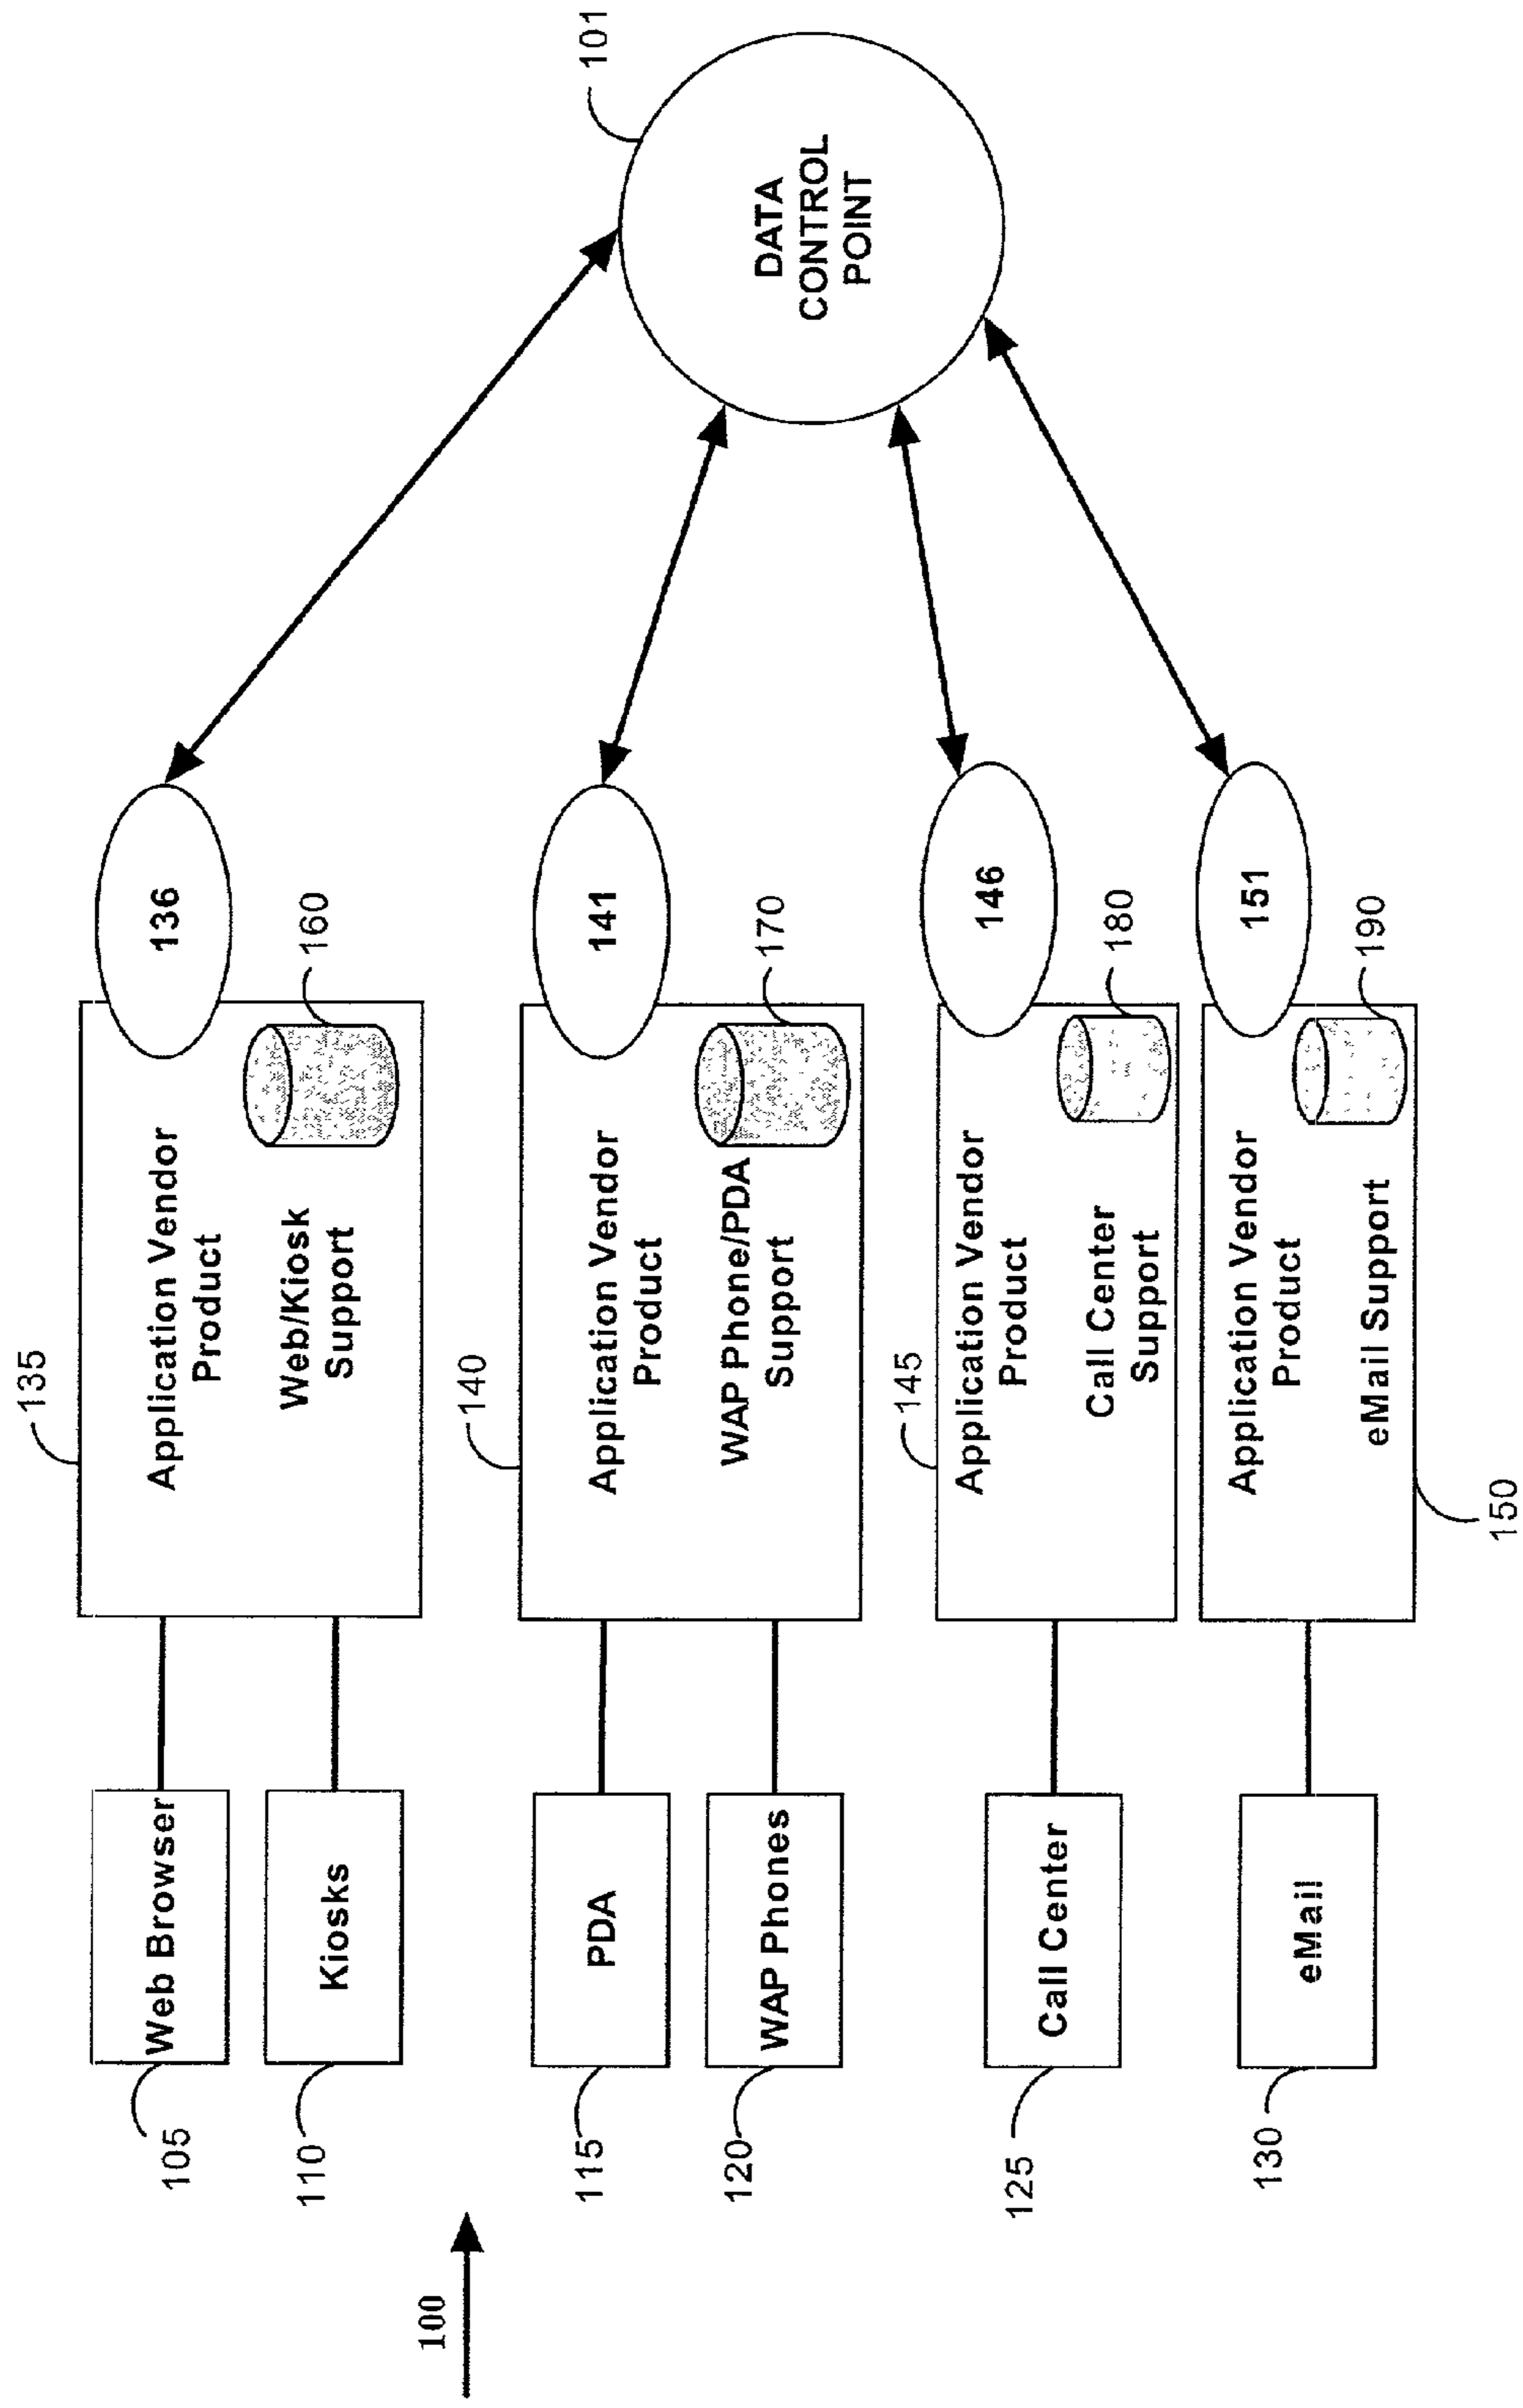 100
105
Web Browser
110
Kiosks
115
PDA
120
WAP Phones
125
Call Center
130
eMail
135
Application Vendor
Product
Web/Kiosk
Support
136
160
140
Application Vendor
Product
WAP Phone/PDA
Support
141
170
145
Application Vendor
Product
Call Center
Support
146
180
150
Application Vendor
Product
eMail Support
151
190
101
DATA
CONTROL
POINT